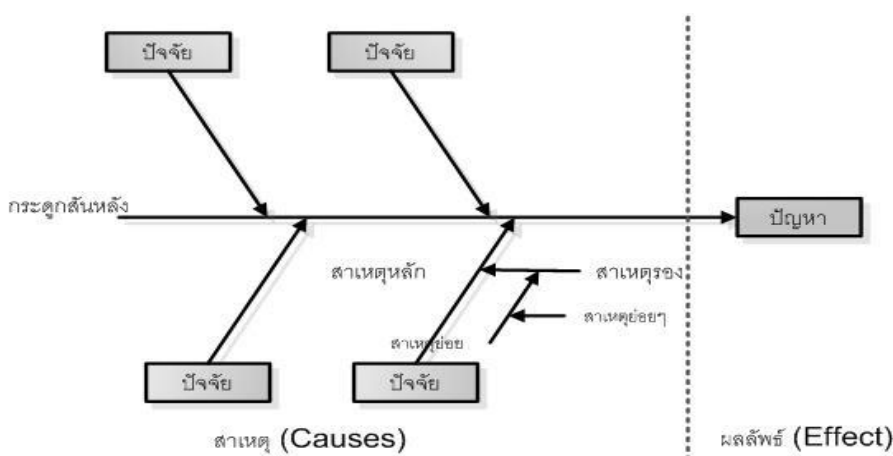 ปัจจัย
ปัจจัย
กระดูกสันหลัง
ปัญหา
สาเหตุหลัก
สาเหตุรอง
สาเหตุย่อยๆ
สาเหตุย่อย
ปัจจัย
ปัจจัย
สาเหตุ (Causes)
ผลลัพธ์ (Effect)